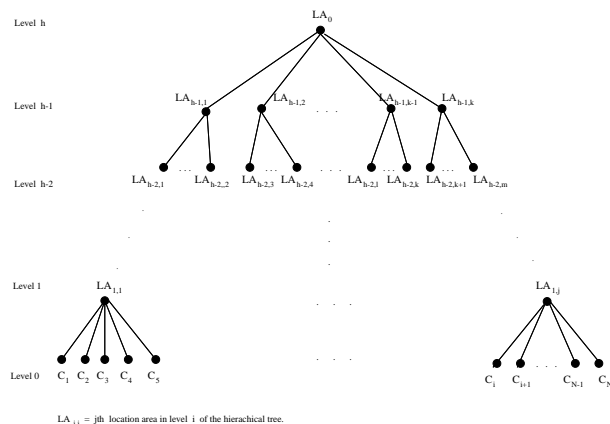 LA0
Level h
Level h-1
LAh-1,1 LAh-1,2 . . . LAh-1,k-1 LAh-1,k
... ... . . . ... ...
Level h-2
LAh-2,1 LAh-2,,2 LAh-2,3 LAh-2,4 LAh-2,l LAh-2,k LAh-2,k+1 LAh-2,m
Level 1
LA1,1 LA1,j
. . .
. . . . . .
Level 0
C1 C2 C3 C4 C5 Ci Ci+1 CN-1 CN
LA i,j = jth location area in level i of the hierachical tree.